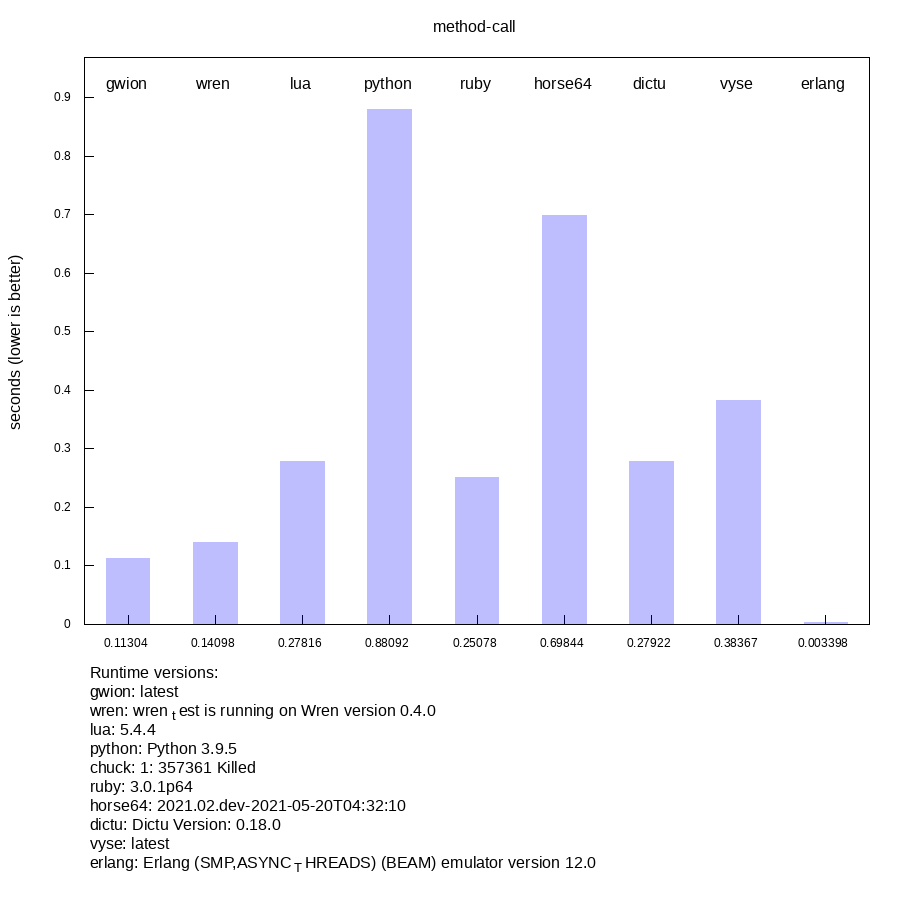 method-call
gwion wren lua python ruby horse64 dictu vyse erlang
0.9
0.8
0.7
0.6
0.5
0.4
0.3
0.2
0.1
0
seconds (lower is better)
0.11304 0.14098 0.27816 0.88092 0.25078 0.69844 0.27922 0.38367 0.003398
Runtime versions:
gwion: latest
wren: wren t est is running on Wren version 0.4.0
lua: 5.4.4
python: Python 3.9.5
chuck: 1: 357361 Killed
ruby: 3.0.1p64
horse64: 2021.02.dev-2021-05-20T04:32:10
dictu: Dictu Version: 0.18.0
vyse: latest
erlang: Erlang (SMP,ASYNC T HREADS) (BEAM) emulator version 12.0